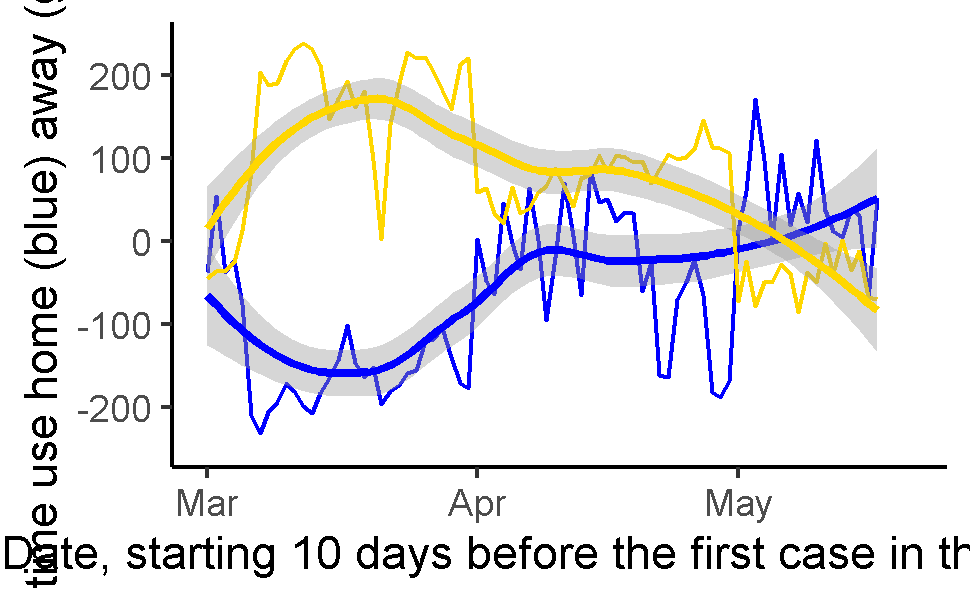 time use home (blue) away (
200
100
0
-100
-200
Mar Apr May
Date, starting 10 days before the first case in th